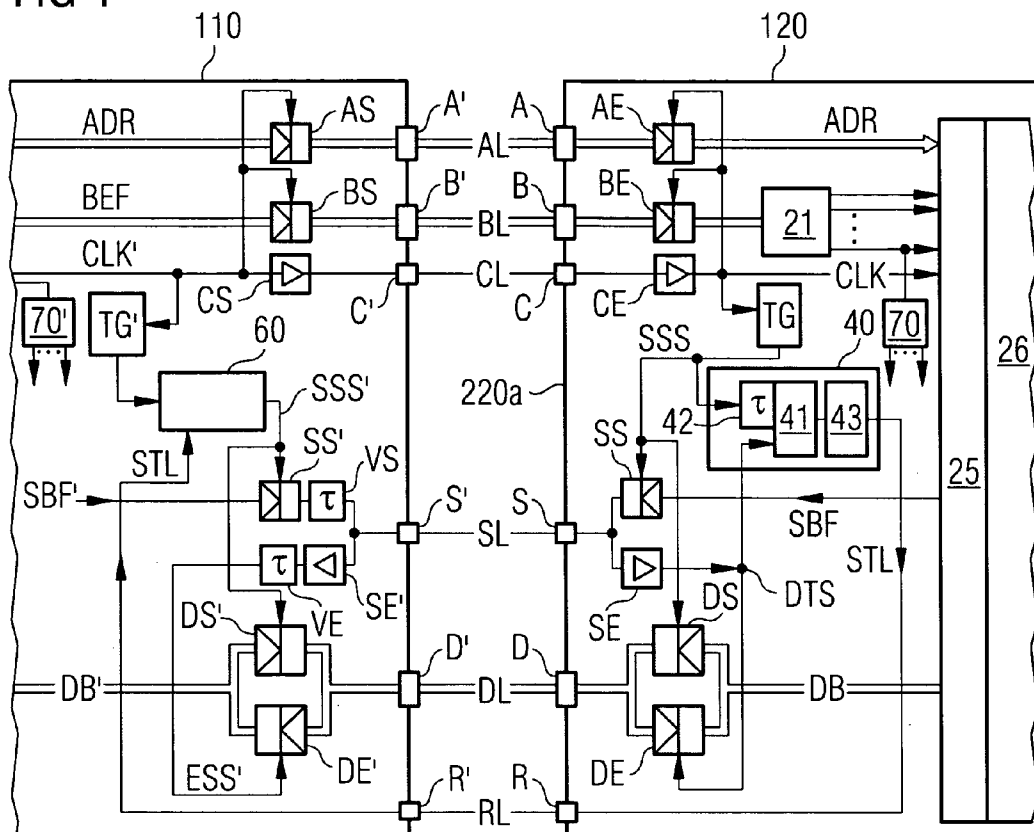 110
120
ADR
AS
A'
AL
A
AE
ADR
BEF
BS
B'
BL
B
BE
21
CLK'
CS
C'
CL
C
CE
CLK
70'
TG'
TG
70
60
SSS
40
26
SSS'
220a
42
τ
41
43
STL
SS'
VS
SS
25
SBF'
τ
S'
SL
S
SBF
τ
STL
SE'
DTS
DS'
VE
SE
DS
DB'
D'
DL
D
DB
ESS'
DE'
DE
R'
RL
R